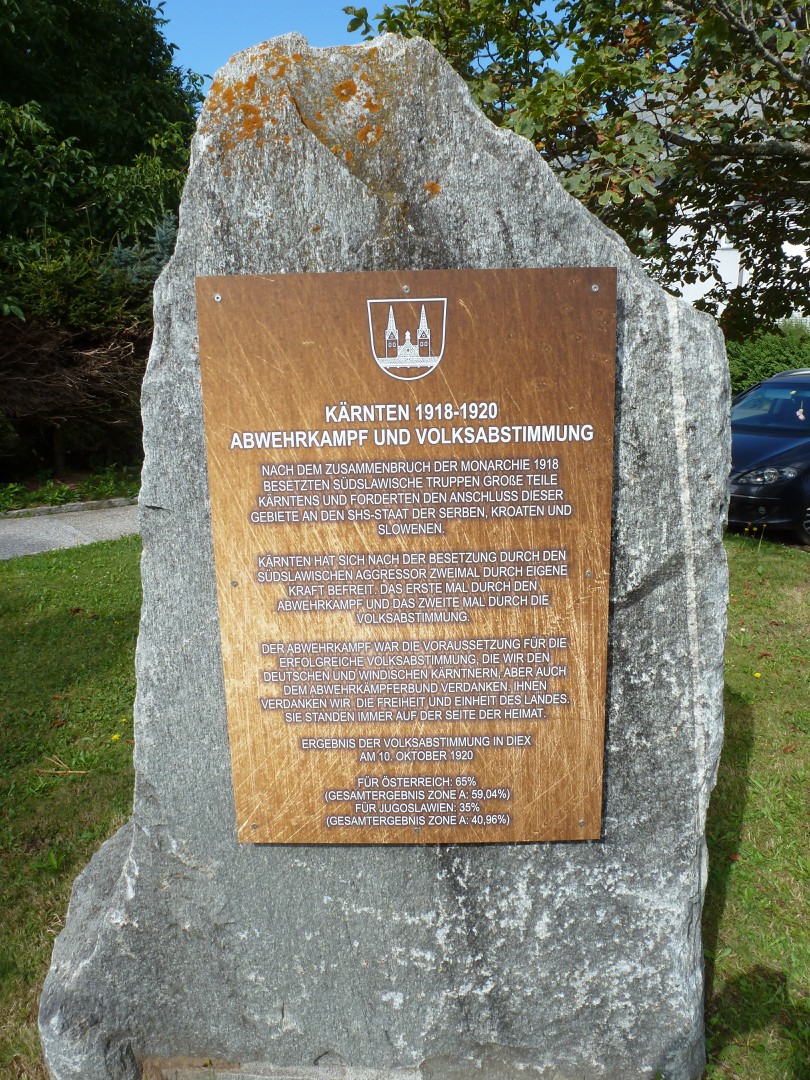 KÄRNTEN 1918-1920
ABWEHRKAMPF UND VOLKSABSTIMMUNG
NACH DEM ZUSAMMENBRUCH DER MONARCHIE 1918
BESETZTEN SÜDSLAWISCHE TRUPPEN GROßE TEILE
KÄRNTENS UND FORDERTEN DEN ANSCHLUSS DIESER
GEBIETE AN DEN SHS-STAAT DER SERBEN, KROATEN UND
SLOWENEN.
KÄRNTEN HAT SICH NACH DER BESETZUNG DURCH DEN
SÜDSLAWISCHEN AGGRESSOR ZWEIMAL DURCH EIGENE
KRAFT BEFREIT. DAS ERSTE MAL DURCH DEN
ABWEHRKAMPF UND DAS ZWEITE MAL DURCH DIE
VOLKSABSTIMMUNG.
DER ABWEHRKAMPF WAR DIE VORAUSSETZUNG FÜR DIE
ERFOLGREICHE VOLKSABSTIMMUNG, DIE WIR DEN
DEUTSCHEN UND WINDISCHEN KÄRNTNERN, ABER AUCH
DEM ABWEHRKÄMPFERBUND VERDANKEN. IHNEN
VERDANKEN WIR DIE FREIHEIT UND EINHEIT DES LANDES.
SIE STANDEN IMMER AUF DER SEITE DER HEIMAT.
ERGEBNIS DER VOLKSABSTIMMUNG IN DIEX
AM 10. OKTOBER 1920
FÜR ÖSTERREICH: 65%
(GESAMTERGEBNIS ZONE A: 59,04%)
FÜR JUGOSLAWIEN: 35%
(GESAMTERGEBNIS ZONE A: 40,96%)